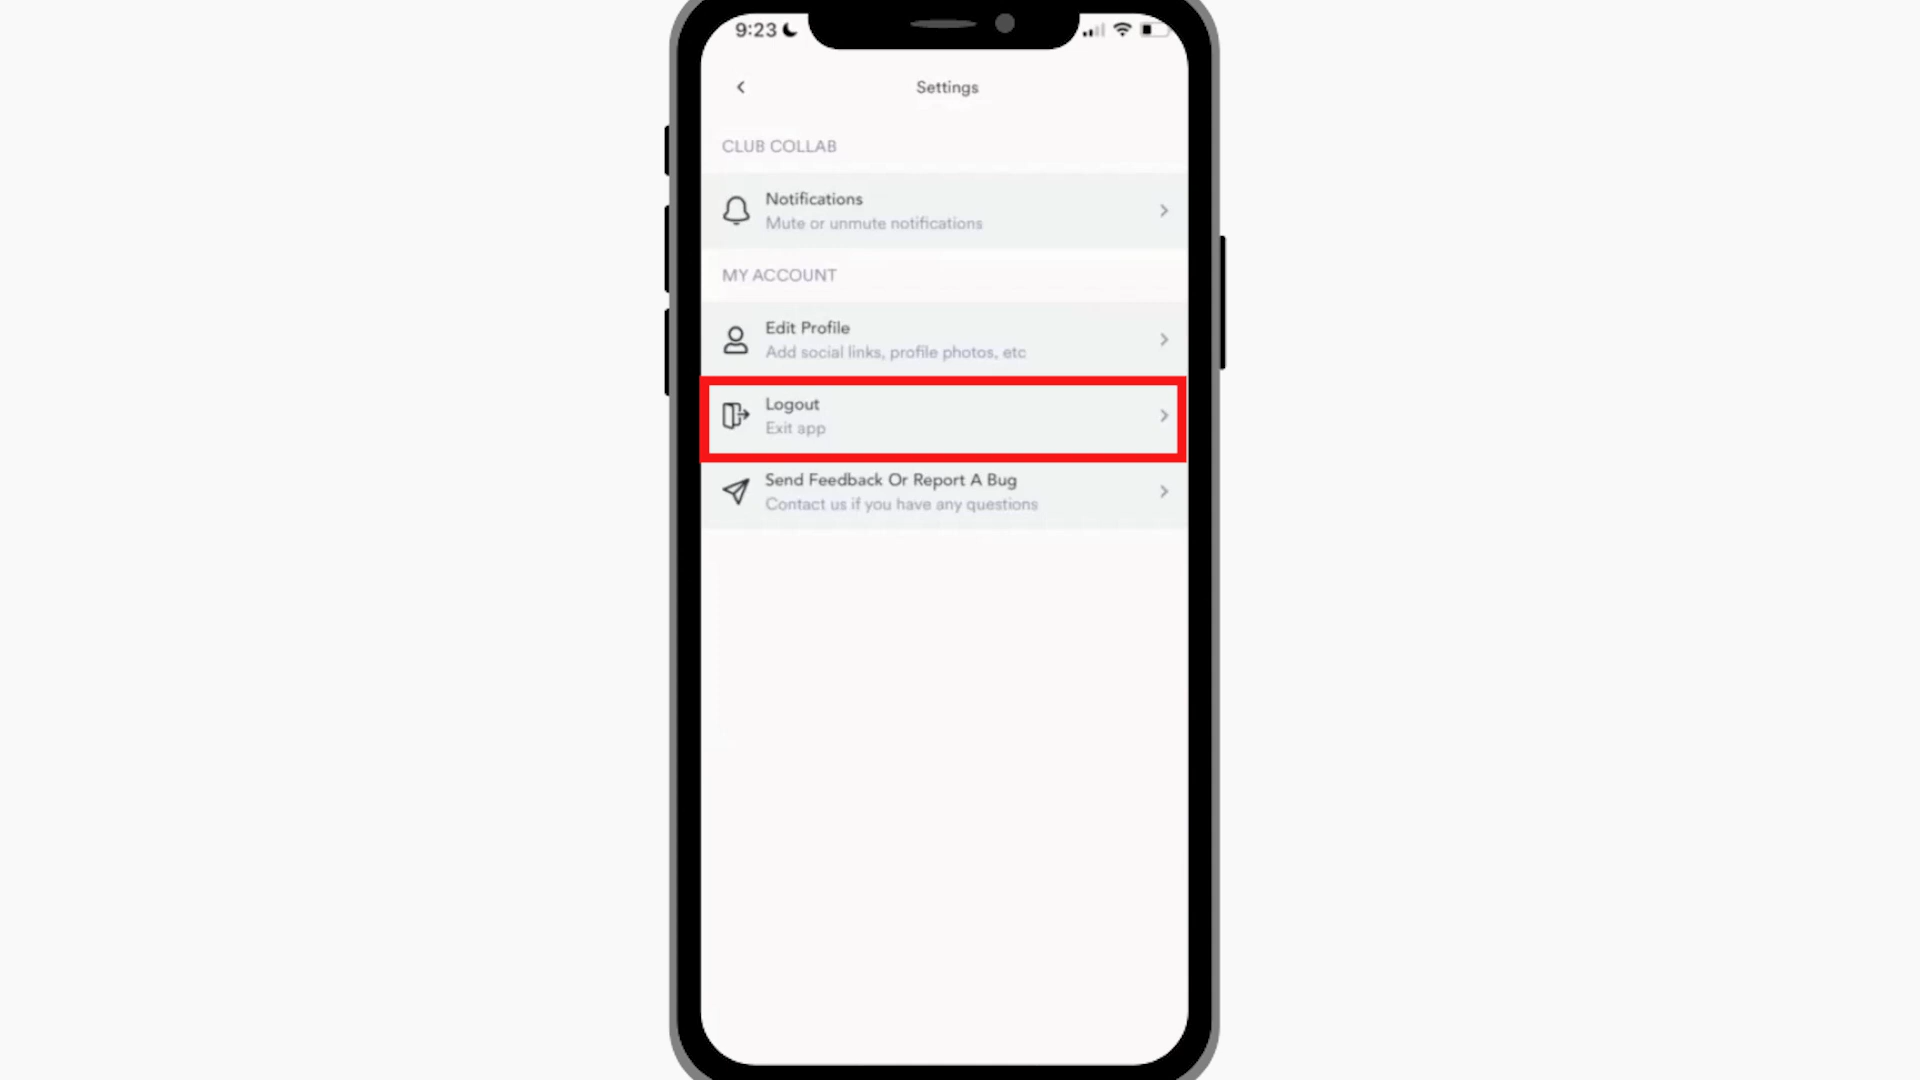 9:23
Settings
CLUB COLLAB
Notifications
Mute or unmute notifications
MY ACCOUNT
Edit Profile
Add social links, profile photos, etc
Logout
Exit app
Send Feedback Or Report A Bug
Contact us if you have any questions